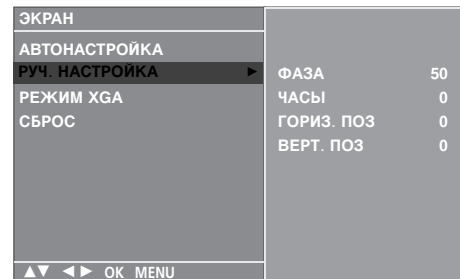 ЭКРАН
АВТОНАСТРОЙКА
РУЧ. НАСТРОЙКА ►
РЕЖИМ XGA
СБРОС
ФАЗА 50
ЧАСЫ 0
ГОРИЗ. ПОЗ 0
ВЕРТ. ПОЗ 0
▲▼ ◄► OK MENU